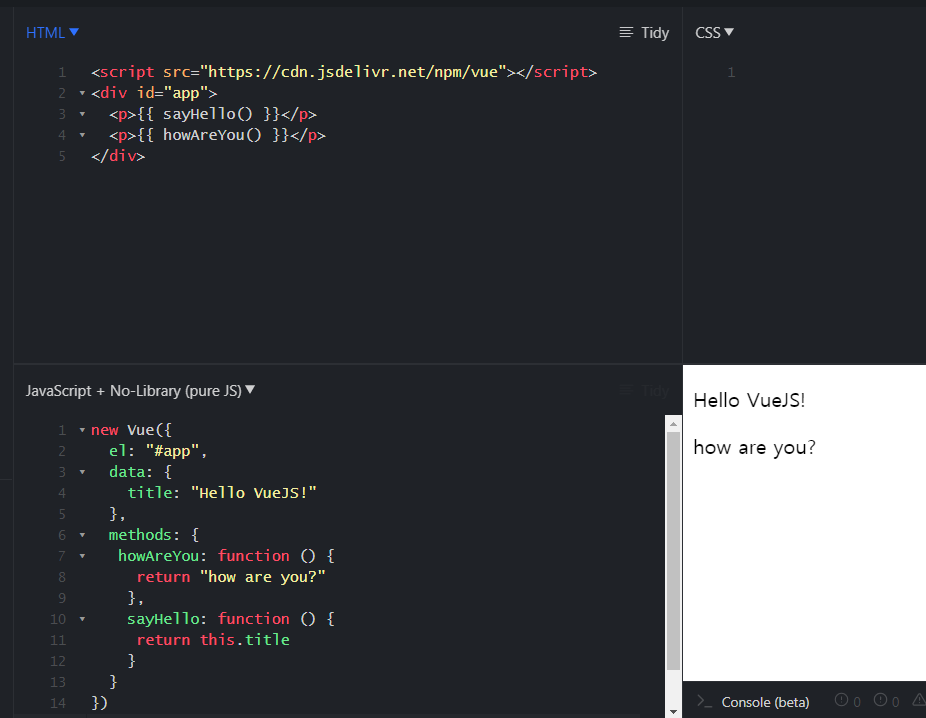 HTML▼ Tidy
1 <script src="https://cdn.jsdelivr.net/npm/vue"></script>
2 <div id="app">
3 <p>{{ sayHello() }}</p>
4 <p>{{ howAreYou() }}</p>
5 </div>
CSS▼
1
JavaScript + No-Library (pure JS)▼ Tidy
1 new Vue({
2 el: "#app",
3 data: {
4 title: "Hello VueJS!"
5 },
6 methods: {
7 howAreYou: function () {
8 return "how are you?"
9 },
10 sayHello: function () {
11 return this.title
12 }
13 }
14 })
Hello VueJS!
how are you?
>_ Console (beta) 0 0